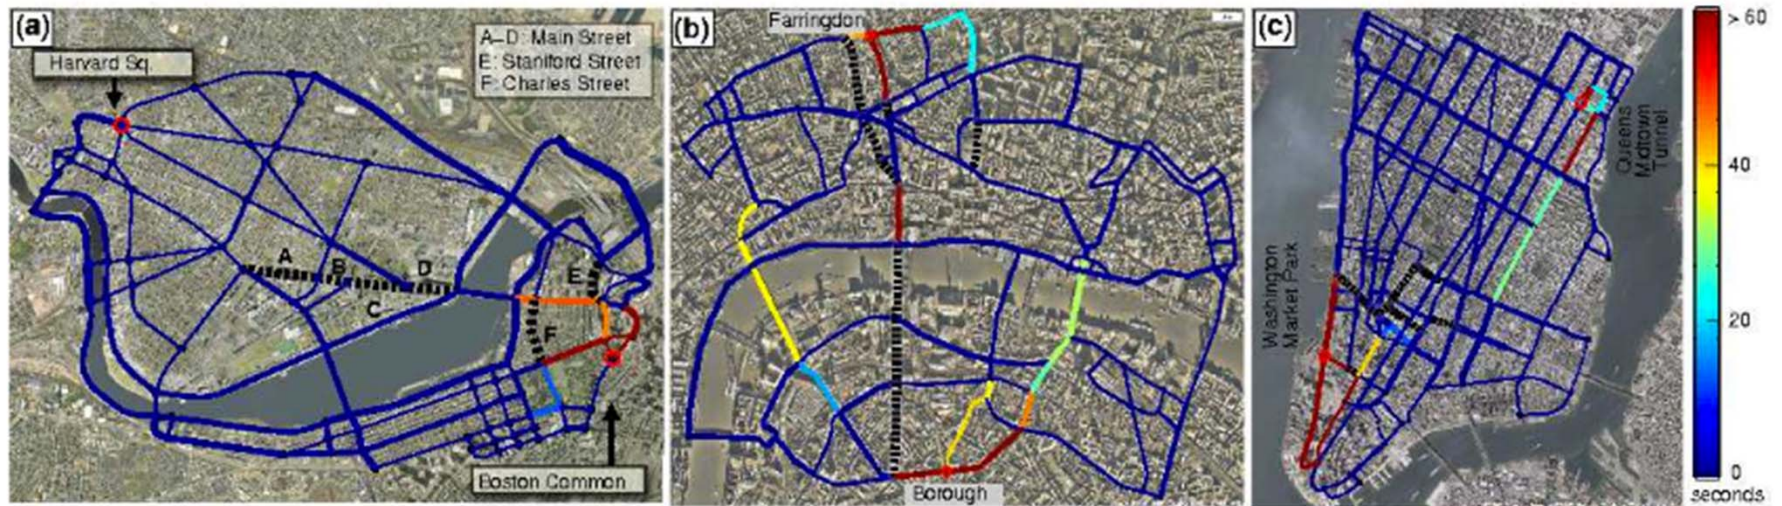 (a)
Harvard Sq.
A–D: Main Street
E: Staniford Street
F: Charles Street
A
B
C
D
E
F
Boston Common
(b)
Farringdon
Borough
(c)
Queens
Midtown
Tunnel
Washington
Market Park
> 60
40
20
0
seconds